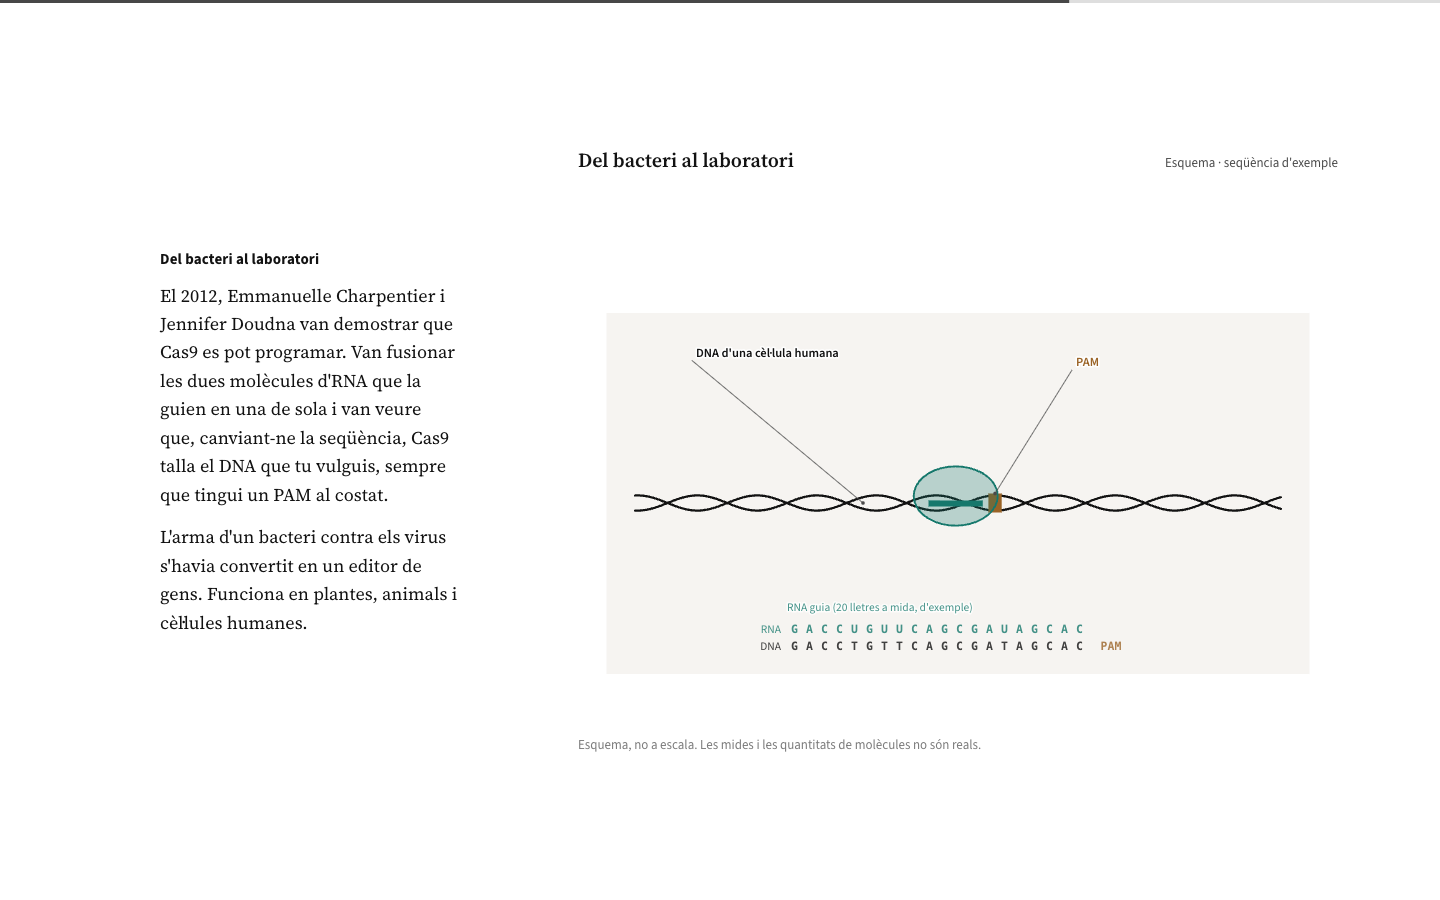 Del bacteri al laboratori
Esquema · seqüència d'exemple
Del bacteri al laboratori
El 2012, Emmanuelle Charpentier i
Jennifer Doudna van demostrar que
Cas9 es pot programar. Van fusionar
les dues molècules d'RNA que la
guien en una de sola i van veure
que, canviant-ne la seqüència, Cas9
talla el DNA que tu vulguis, sempre
que tingui un PAM al costat.
L'arma d'un bacteri contra els virus
s'havia convertit en un editor de
gens. Funciona en plantes, animals i
cèl·lules humanes.
DNA d'una cèl·lula humana
PAM
RNA guia (20 lletres a mida, d'exemple)
RNA G A C C U G U U C A G C G A U A G C A C
DNA G A C C T G T T C A G C G A T A G C A C PAM
Esquema, no a escala. Les mides i les quantitats de molècules no són reals.